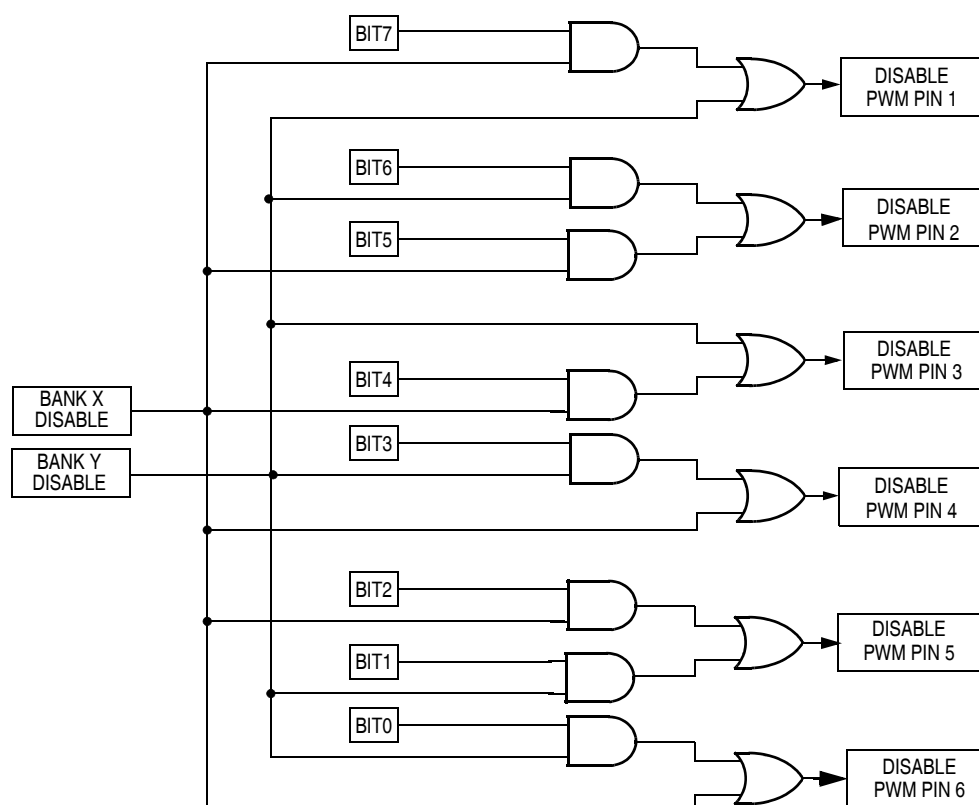 BIT7
DISABLE
PWM PIN 1
BIT6
DISABLE
PWM PIN 2
BIT5
DISABLE
PWM PIN 3
BIT4
BANK X
DISABLE
BIT3
BANK Y
DISABLE
DISABLE
PWM PIN 4
BIT2
DISABLE
PWM PIN 5
BIT1
BIT0
DISABLE
PWM PIN 6